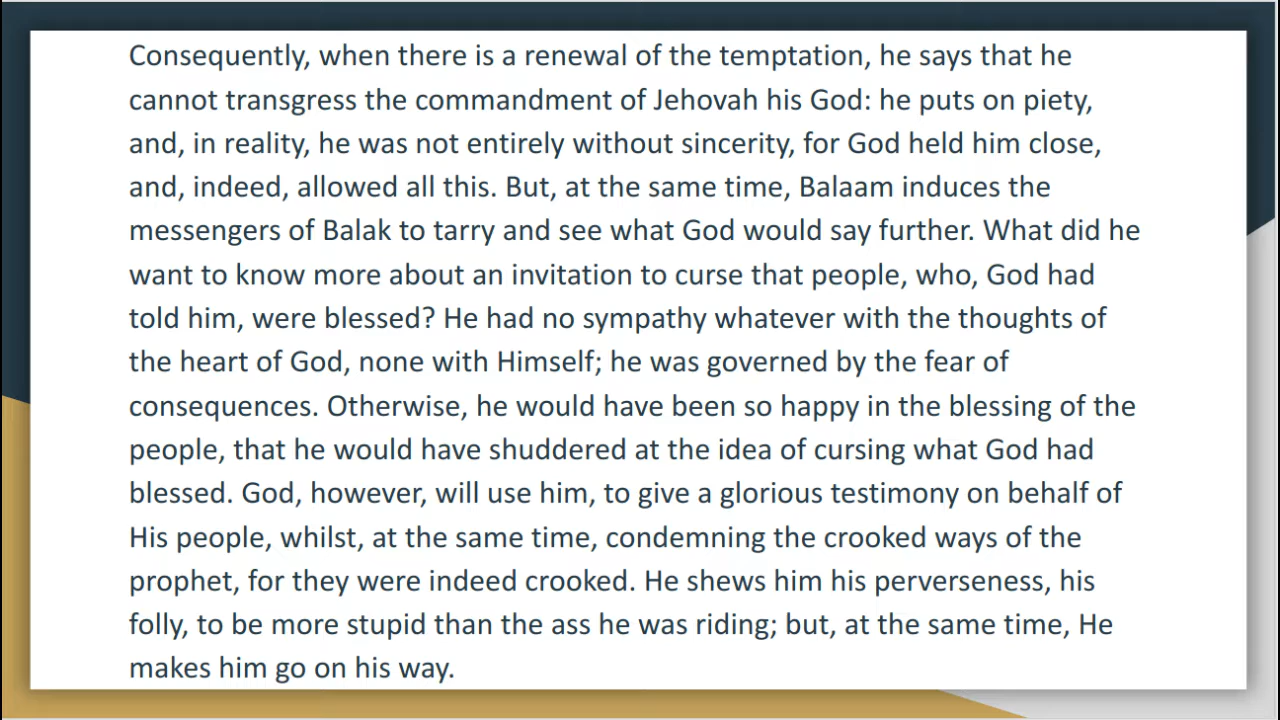 Consequently, when there is a renewal of the temptation, he says that he
cannot transgress the commandment of Jehovah his God: he puts on piety,
and, in reality, he was not entirely without sincerity, for God held him close,
and, indeed, allowed all this. But, at the same time, Balaam induces the
messengers of Balak to tarry and see what God would say further. What did he
want to know more about an invitation to curse that people, who, God had
told him, were blessed? He had no sympathy whatever with the thoughts of
the heart of God, none with Himself; he was governed by the fear of
consequences. Otherwise, he would have been so happy in the blessing of the
people, that he would have shuddered at the idea of cursing what God had
blessed. God, however, will use him, to give a glorious testimony on behalf of
His people, whilst, at the same time, condemning the crooked ways of the
prophet, for they were indeed crooked. He shews him his perverseness, his
folly, to be more stupid than the ass he was riding; but, at the same time, He
makes him go on his way.